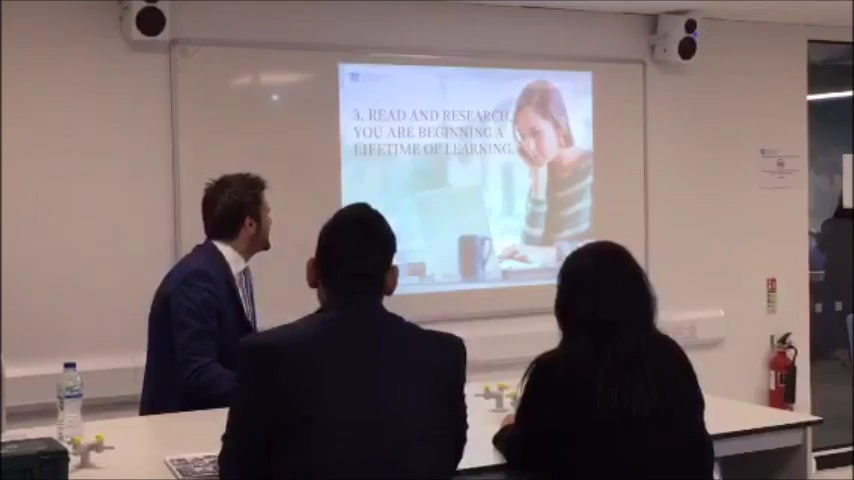 3. READ AND RESEARCH.
YOU ARE BEGINNING A
LIFETIME OF LEARNING.